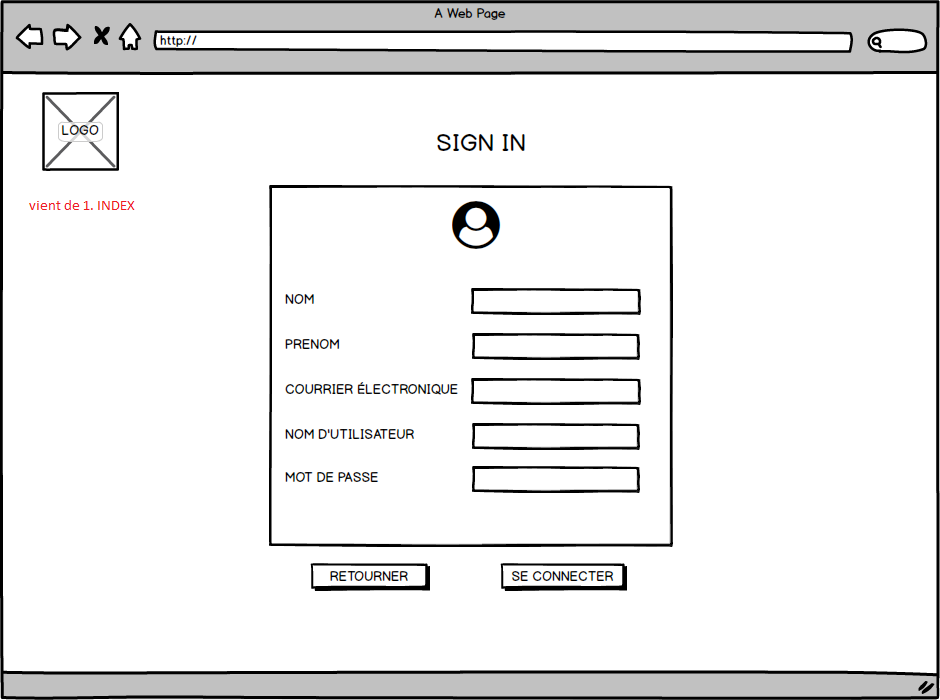 A Web Page
http://
LOGO
SIGN IN
vient de 1. INDEX
NOM
PRENOM
COURRIER ÉLECTRONIQUE
NOM D'UTILISATEUR
MOT DE PASSE
RETOURNER
SE CONNECTER